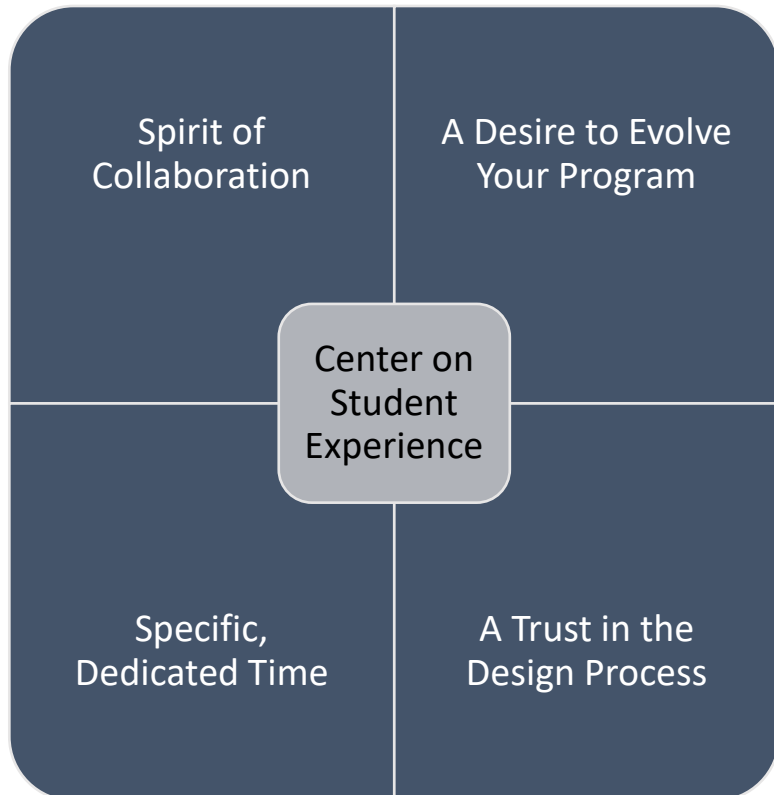 Spirit of
Collaboration
A Desire to Evolve
Your Program
Center on
Student
Experience
Specific,
Dedicated Time
A Trust in the
Design Process